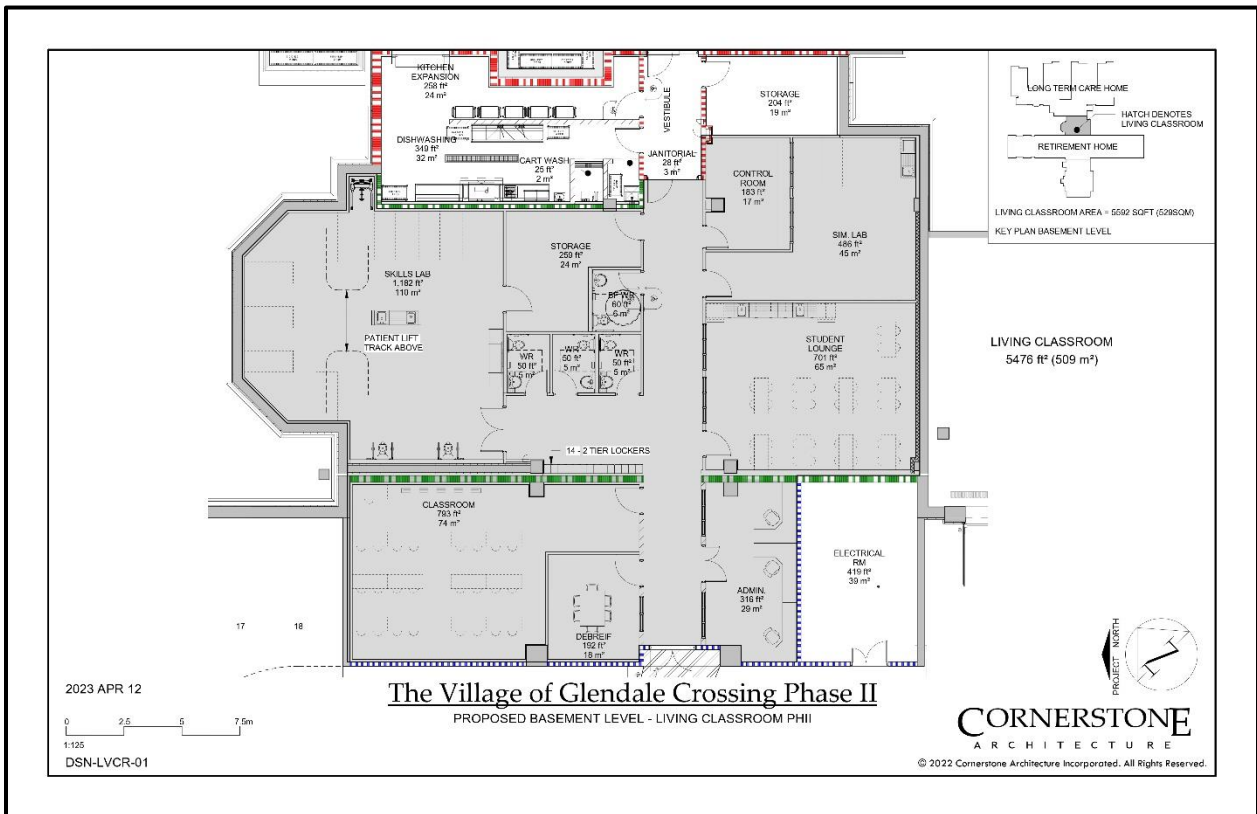 KITCHEN
EXPANSION
258 ft²
24 m²
STORAGE
204 ft²
19 m²
VESTIBULE
DISHWASHING
349 ft²
32 m²
CART WASH
25 ft²
2 m²
JANITORIAL
28 ft²
3 m²
CONTROL
ROOM
183 ft²
17 m²
SIM. LAB
486 ft²
45 m²
STORAGE
259 ft²
24 m²
SKILLS LAB
1,182 ft²
110 m²
BF WR
60 ft²
6 m²
PATIENT LIFT
TRACK ABOVE
WR
50 ft²
5 m²
WR
50 ft²
5 m²
WR
50 ft²
5 m²
STUDENT
LOUNGE
701 ft²
65 m²
14 - 2 TIER LOCKERS
CLASSROOM
793 ft²
74 m²
DEBREIF
192 ft²
18 m²
ADMIN.
316 ft²
29 m²
ELECTRICAL
RM
419 ft²
39 m²
17 18
LONG TERM CARE HOME
HATCH DENOTES
LIVING CLASSROOM
RETIREMENT HOME
LIVING CLASSROOM AREA = 5692 SQFT (529SQM)
KEY PLAN BASEMENT LEVEL
LIVING CLASSROOM
5476 ft² (509 m²)
PROJECT NORTH
2023 APR 12
0 2.5 5 7.5m
1:125
DSN-LVCR-01
The Village of Glendale Crossing Phase II
PROPOSED BASEMENT LEVEL - LIVING CLASSROOM PHII
CORNERSTONE
ARCHITECTURE
© 2022 Cornerstone Architecture Incorporated. All Rights Reserved.